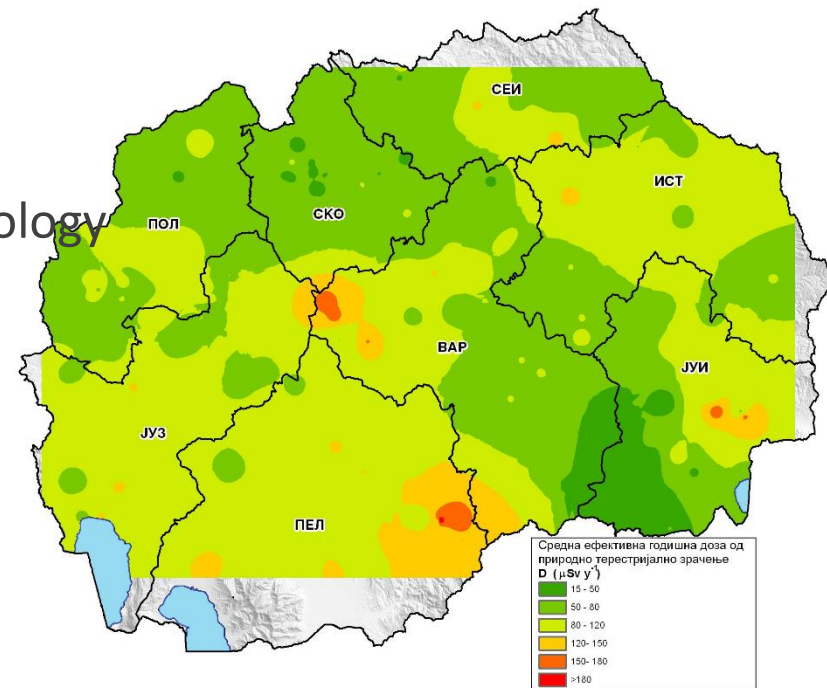 СЕИ
ИСТ
ПОЛ
СКО
ology
ВАР
ЈУИ
ЈУЗ
ПЕЛ
Средна ефективна годишна доза од
природно терестријално зрачење
D (μSv y⁻¹)
15 - 50
50 - 80
80 - 120
120- 150
150- 180
>180